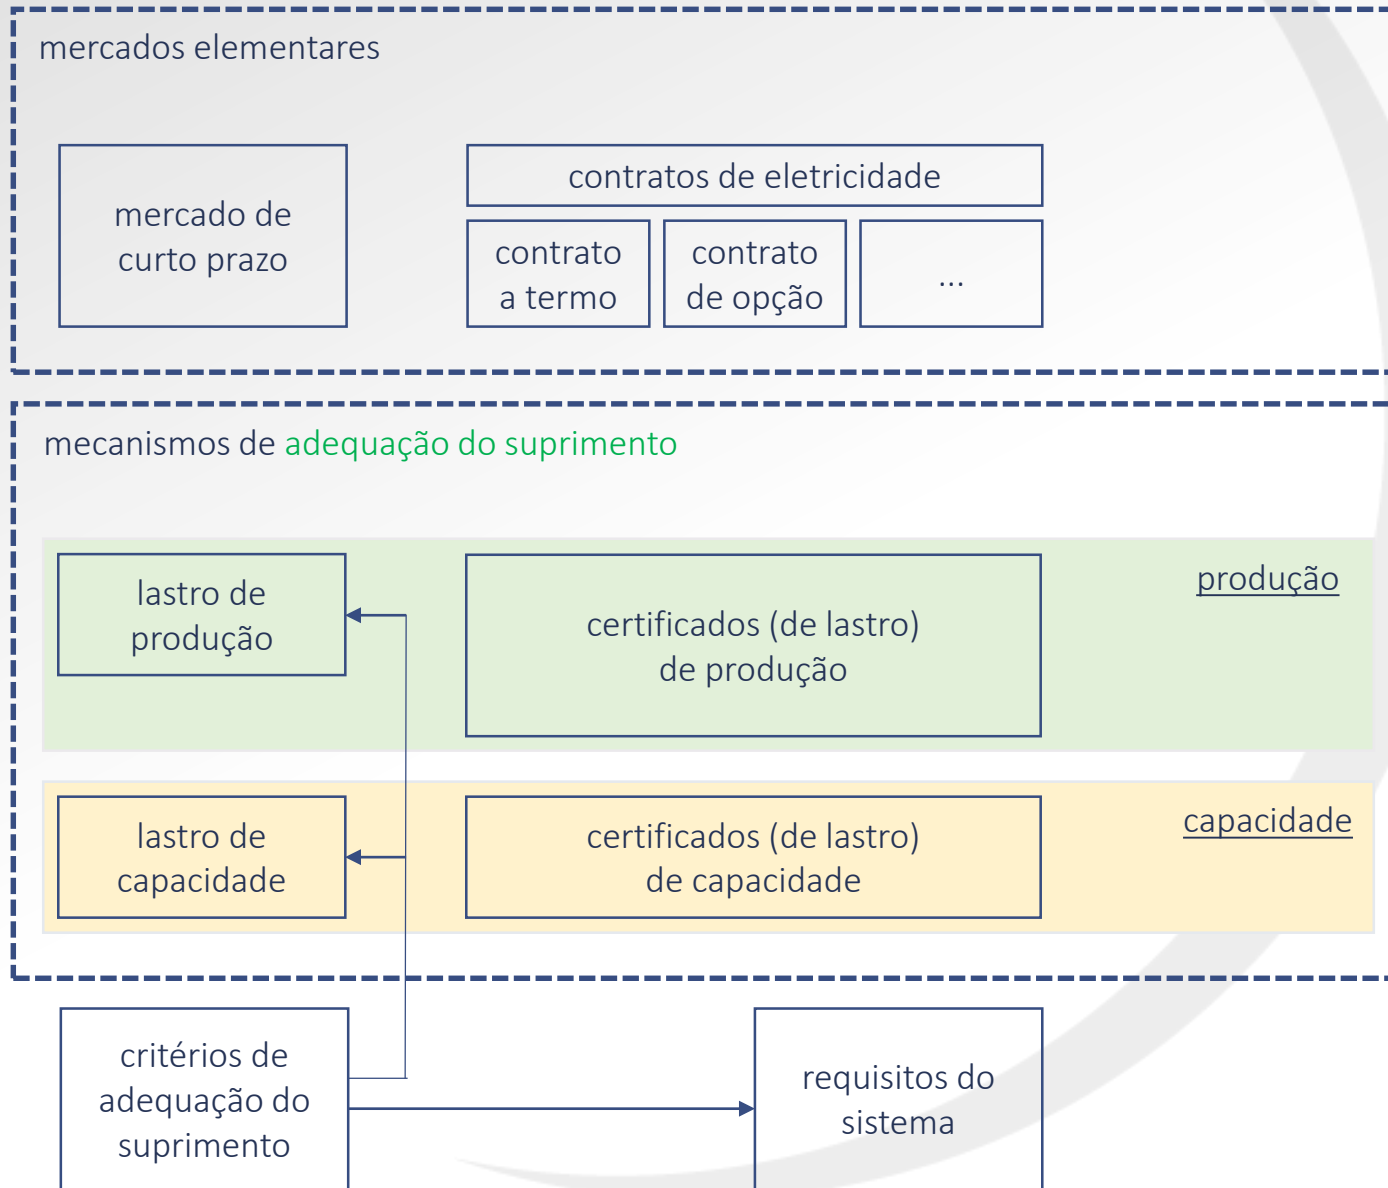 mercados elementares
mercado de
curto prazo
contratos de eletricidade
contrato
a termo
contrato
de opção
...
mecanismos de adequação do suprimento
lastro de
produção
certificados (de lastro)
de produção
produção
lastro de
capacidade
certificados (de lastro)
de capacidade
capacidade
critérios de
adequação do
suprimento
requisitos do
sistema